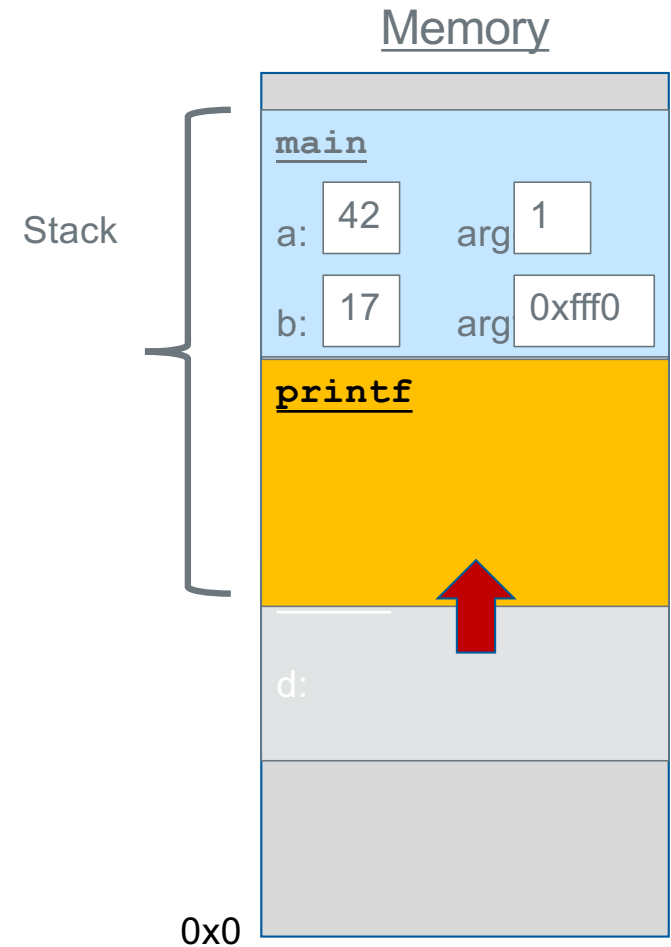 Memory
main
Stack
a: 42 arg 1
b: 17 arg 0xfff0
printf
d:
0x0